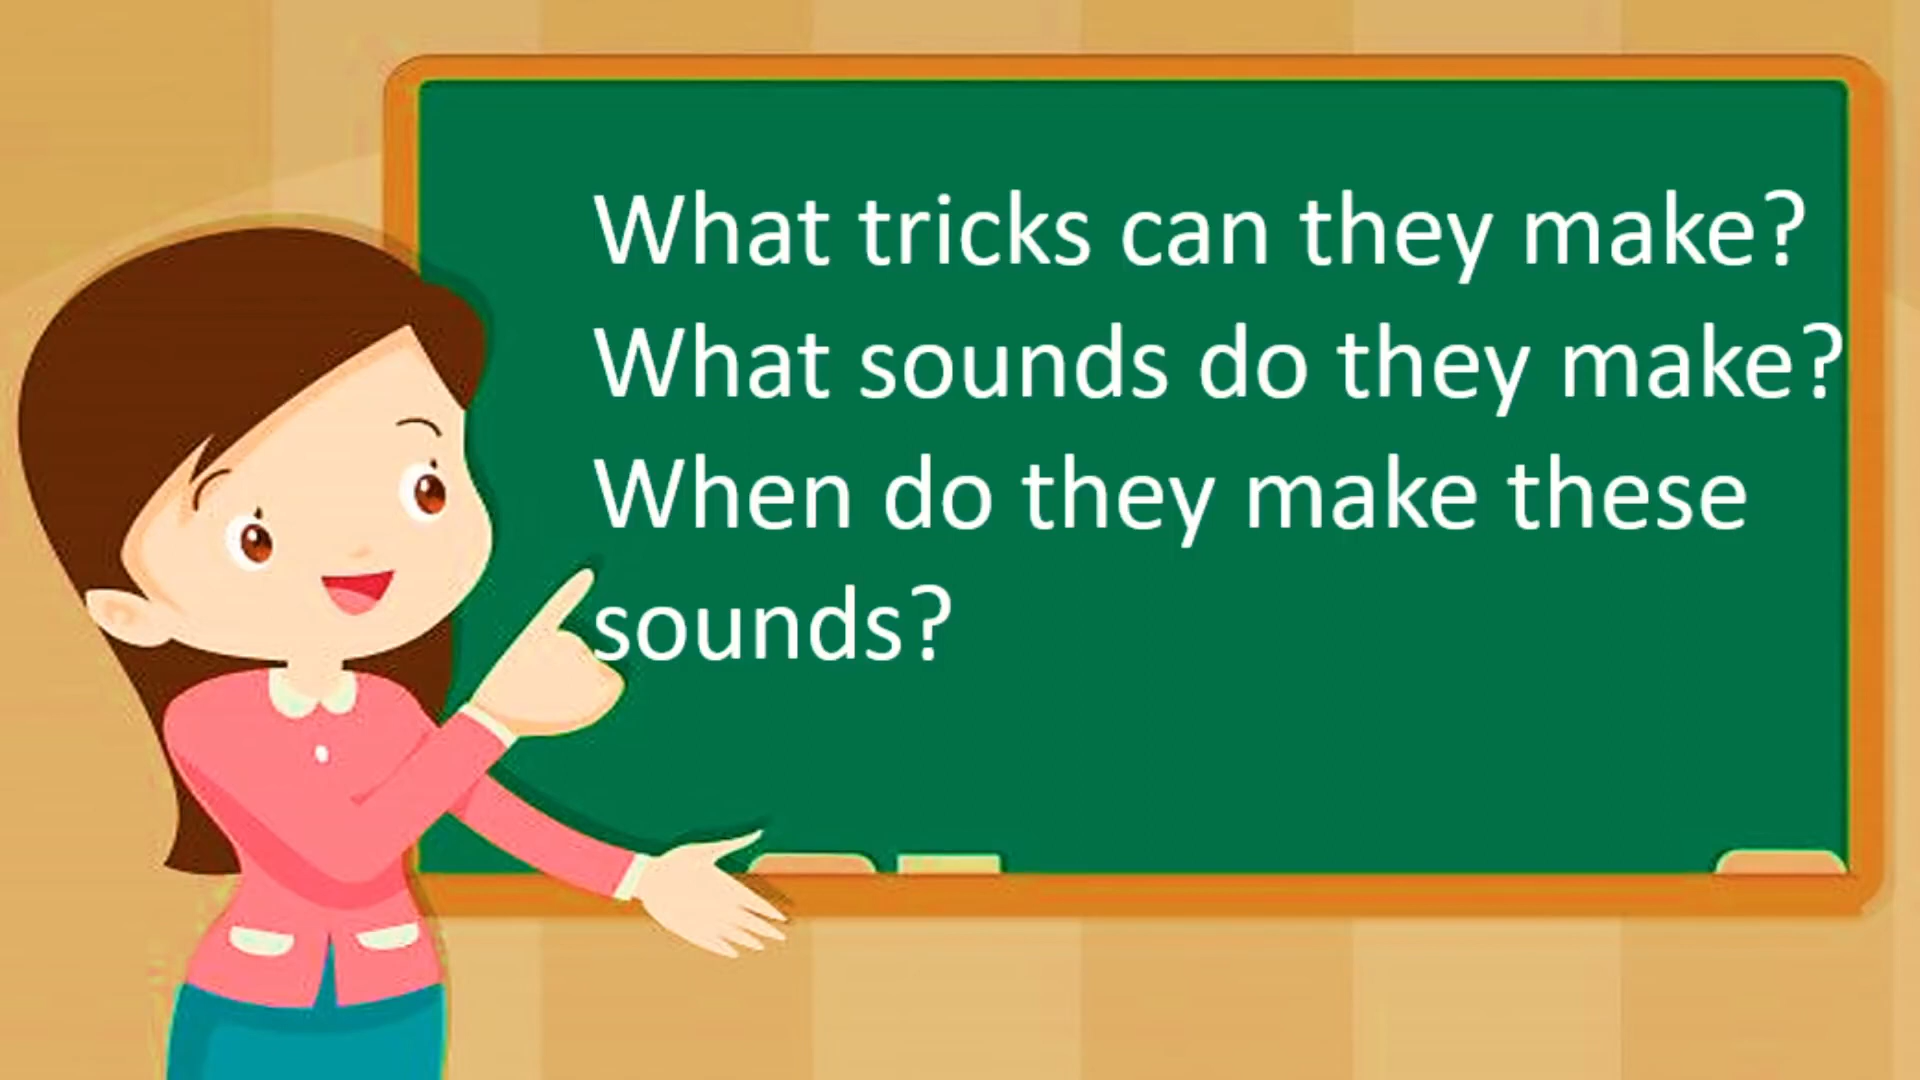 What tricks can they make?
What sounds do they make?
When do they make these
sounds?